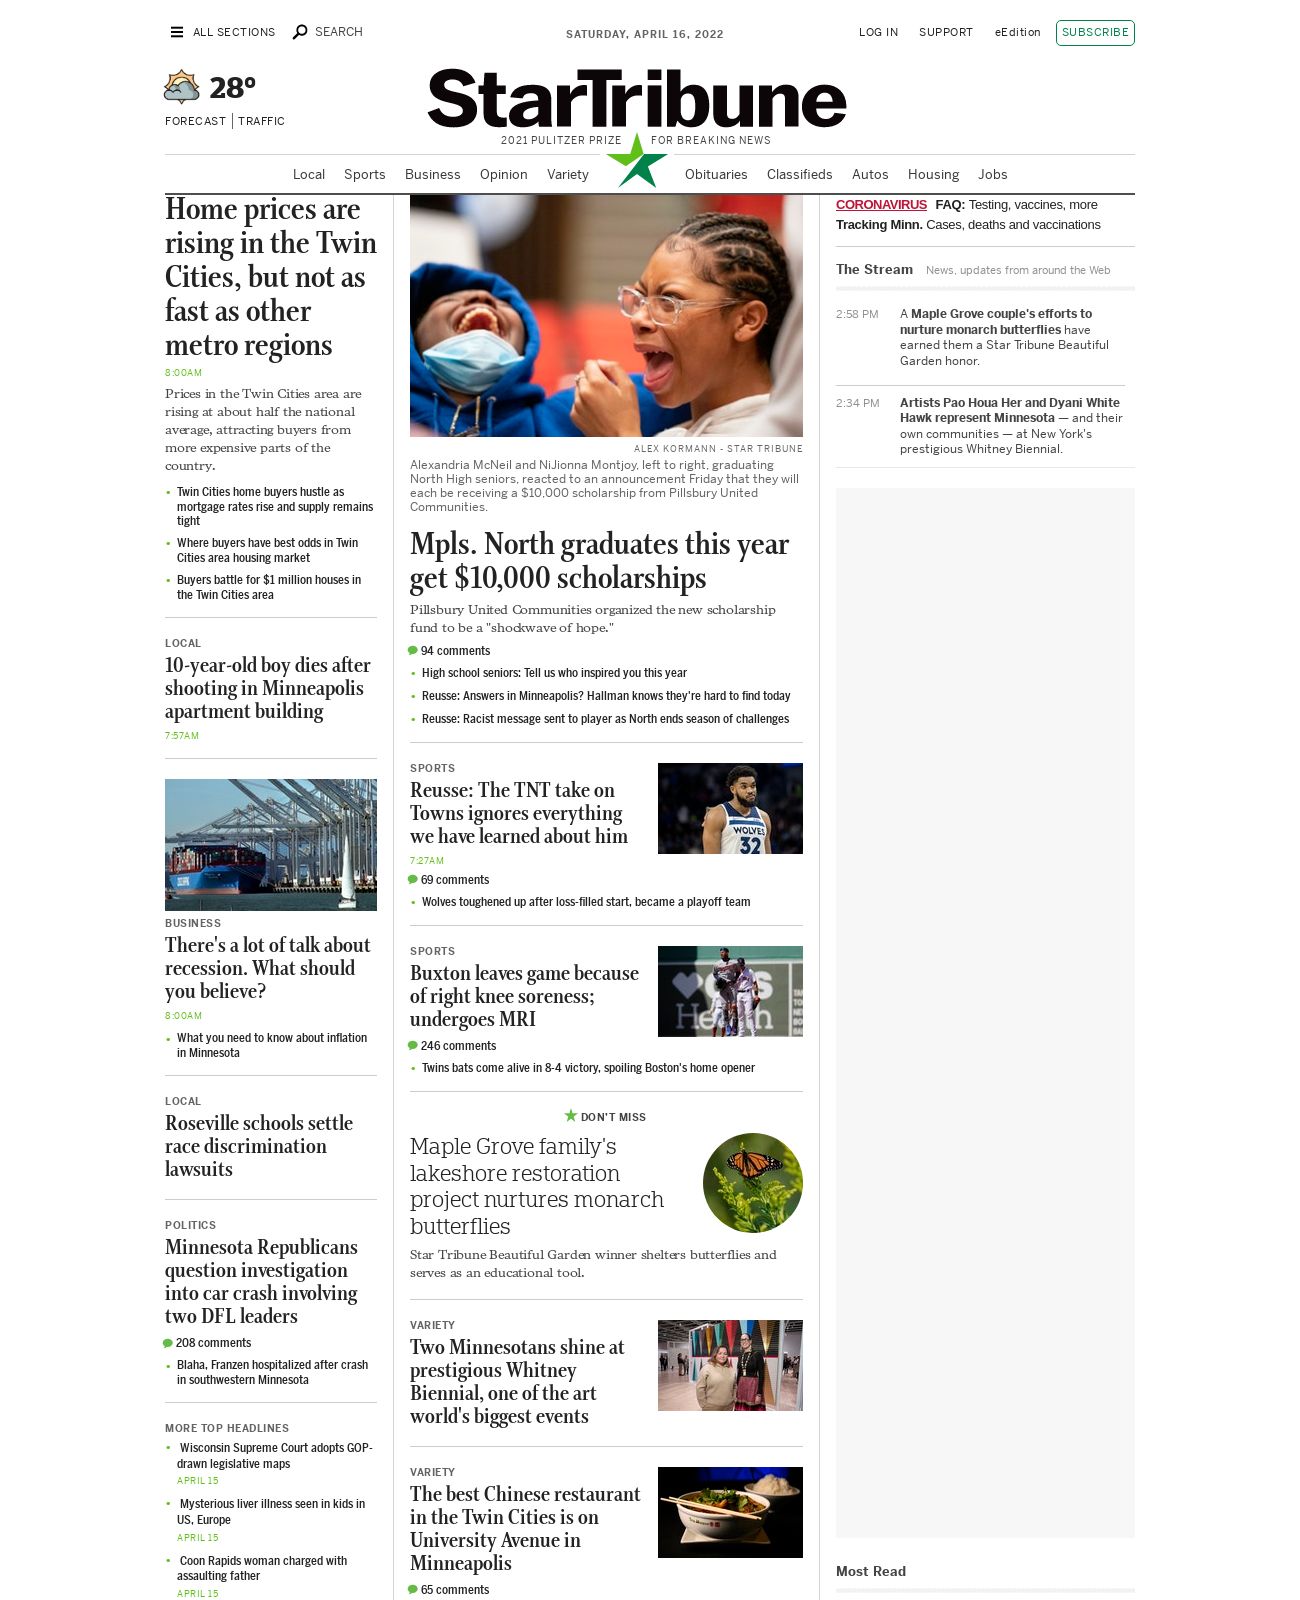 ALL SECTIONS
SEARCH
SATURDAY, APRIL 16, 2022
LOG IN
SUPPORT
eEdition
SUBSCRIBE
28°
FORECAST
TRAFFIC
StarTribune
2021 PULITZER PRIZE
FOR BREAKING NEWS
Local
Sports
Business
Opinion
Variety
Obituaries
Classifieds
Autos
Housing
Jobs
Home prices are
rising in the Twin
Cities, but not as
fast as other
metro regions
8:00AM
Prices in the Twin Cities area are
rising at about half the national
average, attracting buyers from
more expensive parts of the
country.
Twin Cities home buyers hustle as
mortgage rates rise and supply remains
tight
Where buyers have best odds in Twin
Cities area housing market
Buyers battle for $1 million houses in
the Twin Cities area
LOCAL
10-year-old boy dies after
shooting in Minneapolis
apartment building
7:57AM
BUSINESS
There's a lot of talk about
recession. What should
you believe?
8:00AM
What you need to know about inflation
in Minnesota
LOCAL
Roseville schools settle
race discrimination
lawsuits
POLITICS
Minnesota Republicans
question investigation
into car crash involving
two DFL leaders
208 comments
Blaha, Franzen hospitalized after crash
in southwestern Minnesota
MORE TOP HEADLINES
Wisconsin Supreme Court adopts GOP-
drawn legislative maps
APRIL 15
Mysterious liver illness seen in kids in
US, Europe
APRIL 15
Coon Rapids woman charged with
assaulting father
APRIL 15
ALEX KORMANN - STAR TRIBUNE
Alexandria McNeil and NiJionna Montjoy, left to right, graduating
North High seniors, reacted to an announcement Friday that they will
each be receiving a $10,000 scholarship from Pillsbury United
Communities.
Mpls. North graduates this year
get $10,000 scholarships
Pillsbury United Communities organized the new scholarship
fund to be a "shockwave of hope."
94 comments
High school seniors: Tell us who inspired you this year
Reusse: Answers in Minneapolis? Hallman knows they're hard to find today
Reusse: Racist message sent to player as North ends season of challenges
SPORTS
Reusse: The TNT take on
Towns ignores everything
we have learned about him
7:27AM
69 comments
Wolves toughened up after loss-filled start, became a playoff team
WOLVES
32
SPORTS
Buxton leaves game because
of right knee soreness;
undergoes MRI
246 comments
Twins bats come alive in 8-4 victory, spoiling Boston's home opener
Health
DON'T MISS
Maple Grove family's
lakeshore restoration
project nurtures monarch
butterflies
Star Tribune Beautiful Garden winner shelters butterflies and
serves as an educational tool.
VARIETY
Two Minnesotans shine at
prestigious Whitney
Biennial, one of the art
world's biggest events
VARIETY
The best Chinese restaurant
in the Twin Cities is on
University Avenue in
Minneapolis
65 comments
CORONAVIRUS FAQ: Testing, vaccines, more
Tracking Minn. Cases, deaths and vaccinations
The Stream News, updates from around the Web
2:58 PM
A Maple Grove couple's efforts to
nurture monarch butterflies have
earned them a Star Tribune Beautiful
Garden honor.
2:34 PM
Artists Pao Houa Her and Dyani White
Hawk represent Minnesota — and their
own communities — at New York's
prestigious Whitney Biennial.
Most Read